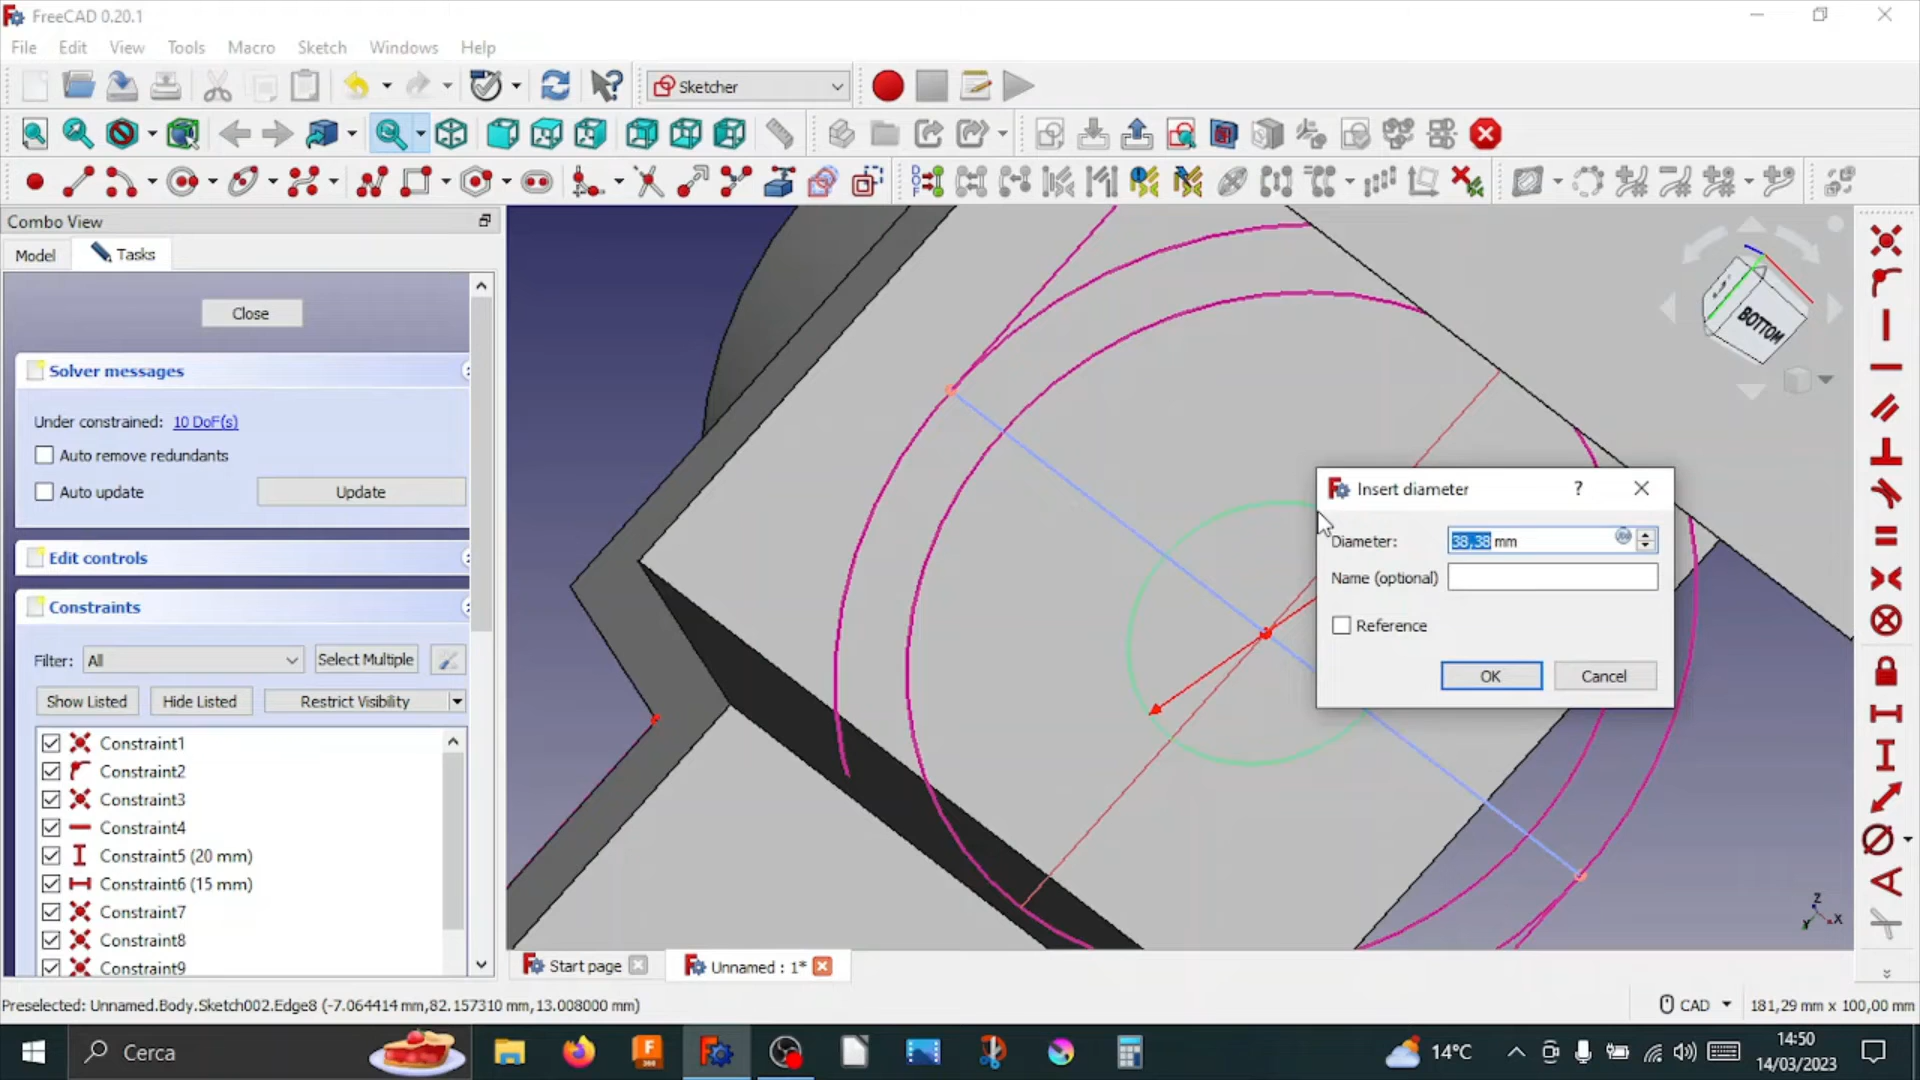 FreeCAD 0.20.1
File Edit View Tools Macro Sketch Windows Help
Sketcher
Combo View
Model Tasks
Close
Solver messages
Under constrained: 10 DoF(s)
Auto remove redundants
Auto update Update
Edit controls
Constraints
Filter: All Select Multiple
Show Listed Hide Listed Restrict Visibility
Constraint1
Constraint2
Constraint3
Constraint4
Constraint5 (20 mm)
Constraint6 (15 mm)
Constraint7
Constraint8
Constraint9
BOTTOM
Insert diameter ?
Diameter: 38,38 mm
Name (optional)
Reference
OK Cancel
Z
X
Y
Start page Unnamed : 1*
Preselected: Unnamed.Body.Sketch002.Edge8 (-7.064414 mm,82.157310 mm,13.008000 mm)
CAD 181,29 mm x 100,00 mm
Cerca
14°C
14:50
14/03/2023